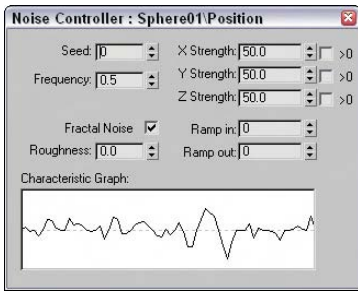 Noise Controller : Sphere01\Position
Seed: 0 X Strength: 50.0 >0
Frequency: 0.5 Y Strength: 50.0 >0
Z Strength: 50.0 >0
Fractal Noise Ramp in: 0
Roughness: 0.0 Ramp out: 0
Characteristic Graph: